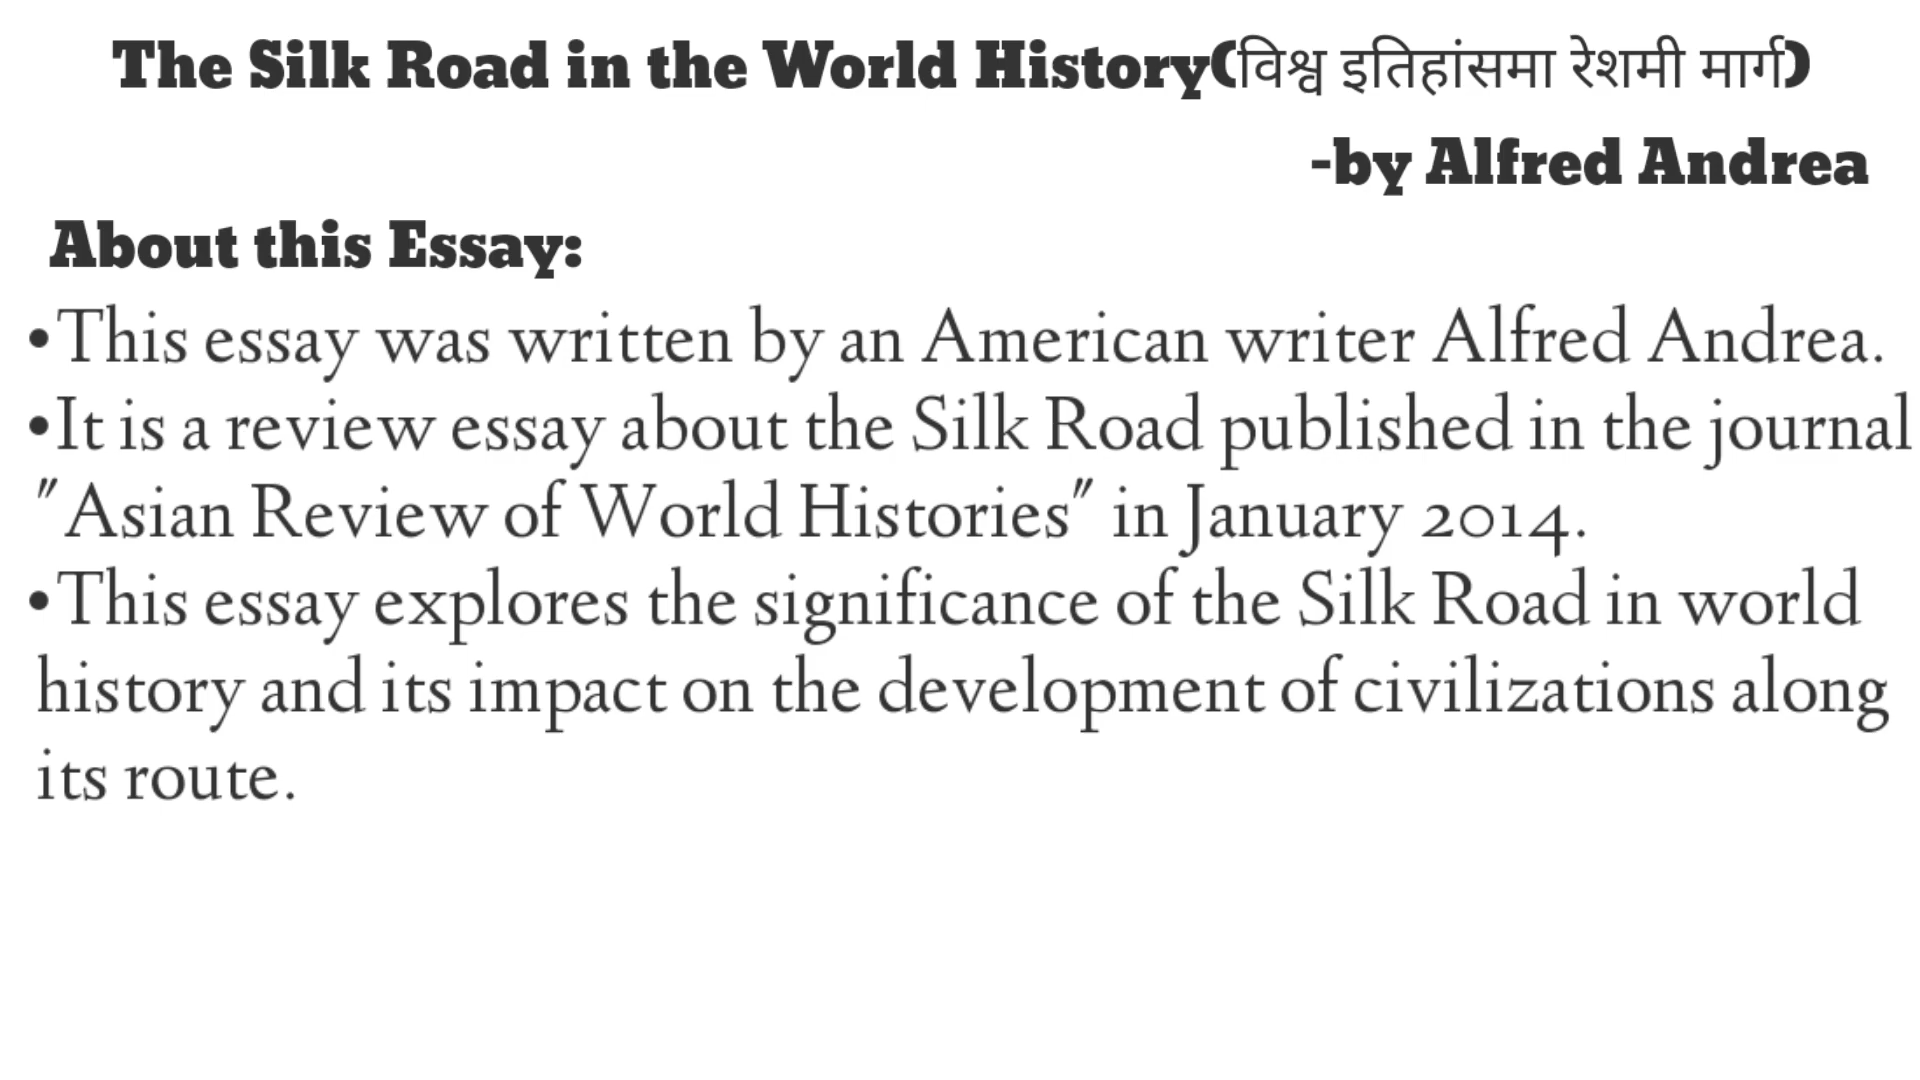 The Silk Road in the World History(विश्व इतिहांसमा रेशमी मार्ग)
-by Alfred Andrea
About this Essay:
•This essay was written by an American writer Alfred Andrea.
•It is a review essay about the Silk Road published in the journal
"Asian Review of World Histories" in January 2014.
•This essay explores the significance of the Silk Road in world
history and its impact on the development of civilizations along
its route.